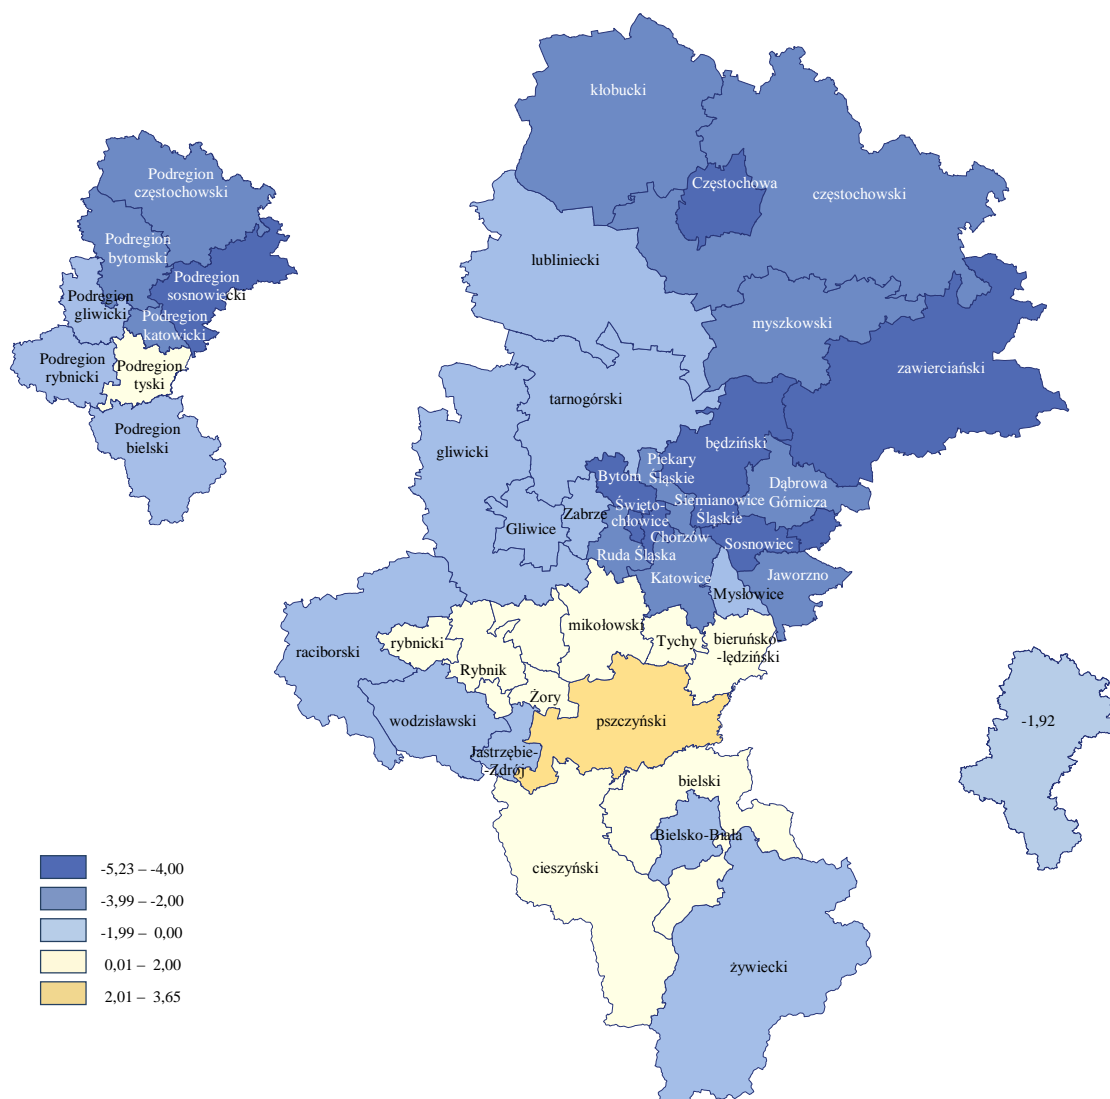 kłobucki
Częstochowa
częstochowski
lubliniecki
myszkowski
zawierciański
tarnogórski
gliwicki
będziński
Piekary
Śląskie
Bytom
Dąbrowa
Górnicza
Siemianowice
Śląskie
Święto-
chłowice
Zabrze
Gliwice
Chorzów
Sosnowiec
Ruda Śląska
Katowice
Jaworzno
Mysłowice
mikołowski
Tychy
bieruńsko-
-lędziński
rybnicki
raciborski
Rybnik
Żory
wodzisławski
pszczyński
Jastrzębie-
-Zdrój
bielski
Bielsko-Biała
cieszyński
żywiecki
Podregion
częstochowski
Podregion
bytomski
Podregion
sosnowiecki
Podregion
gliwicki
Podregion
katowicki
Podregion
rybnicki
Podregion
tyski
Podregion
bielski
-1,92
-5,23 – -4,00
-3,99 – -2,00
-1,99 – 0,00
0,01 – 2,00
2,01 – 3,65